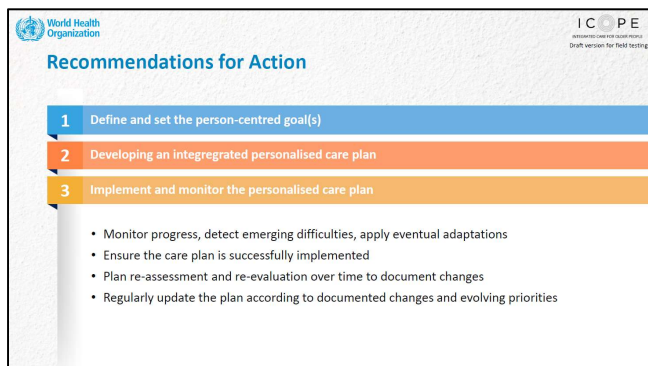 World Health
Organization
ICOPE
INTEGRATED CARE FOR OLDER PEOPLE
Draft version for field testing
Recommendations for Action
1 Define and set the person-centred goal(s)
2 Developing an integregrated personalised care plan
3 Implement and monitor the personalised care plan
• Monitor progress, detect emerging difficulties, apply eventual adaptations
• Ensure the care plan is successfully implemented
• Plan re-assessment and re-evaluation over time to document changes
• Regularly update the plan according to documented changes and evolving priorities